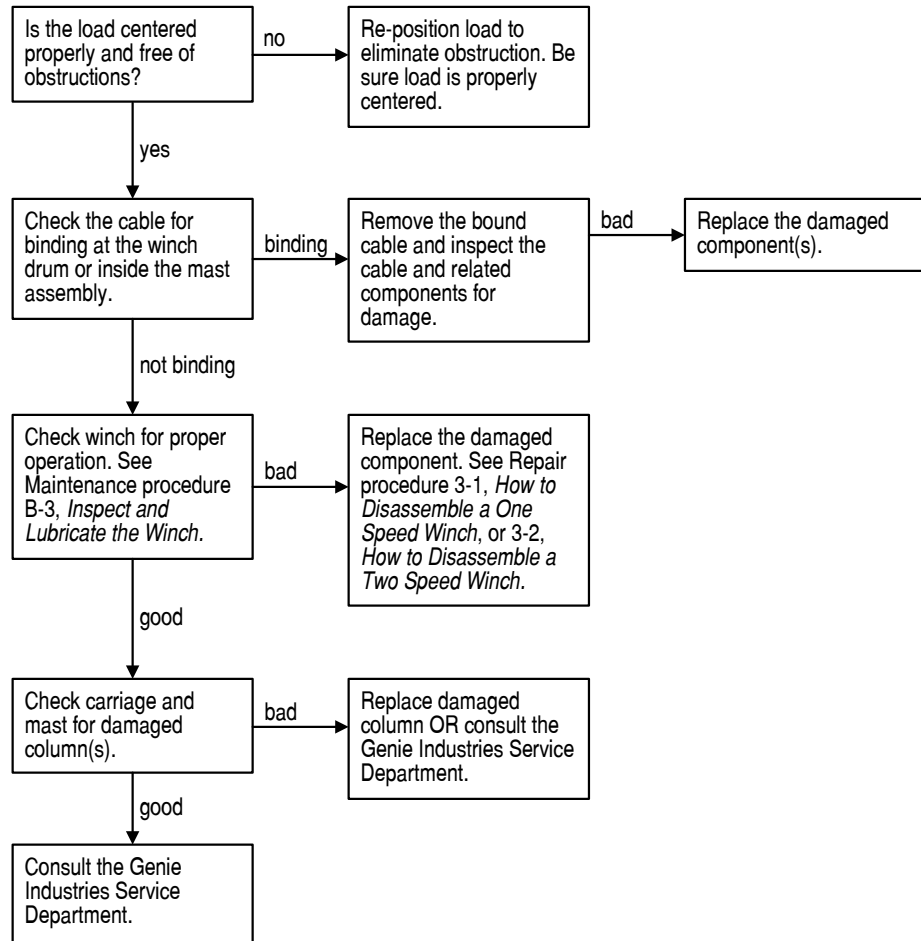 Is the load centered
properly and free of
obstructions?
no
Re-position load to
eliminate obstruction. Be
sure load is properly
centered.
yes
Check the cable for
binding at the winch
drum or inside the mast
assembly.
binding
Remove the bound
cable and inspect the
cable and related
components for
damage.
bad
Replace the damaged
component(s).
not binding
Check winch for proper
operation. See
Maintenance procedure
B-3, Inspect and
Lubricate the Winch.
bad
Replace the damaged
component. See Repair
procedure 3-1, How to
Disassemble a One
Speed Winch, or 3-2,
How to Disassemble a
Two Speed Winch.
good
Check carriage and
mast for damaged
column(s).
bad
Replace damaged
column OR consult the
Genie Industries Service
Department.
good
Consult the Genie
Industries Service
Department.